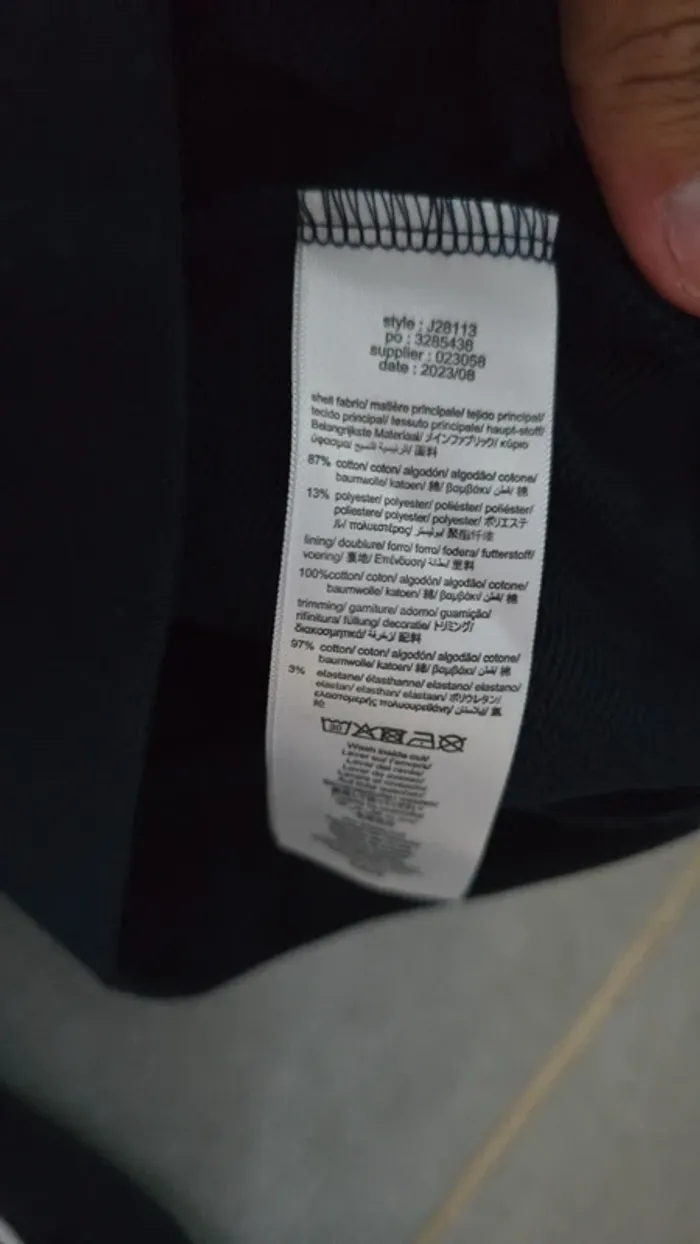 style : J28113
po : 3285438
supplier : 023058
date : 2023/08
shell fabric/ matière principale/ tejido principal/
tecido principal/ tessuto principale/ haupt-stoff/
Belangrijkste Materiaal/ メインファブリック/ κύριο
ύφασμα/ 面料
87% cotton/ coton/ algodón/ algodão/ cotone/
baumwolle/ katoen/ 綿/ βαμβάκι/ قطن/ 棉
13% polyester/ polyester/ poliéster/ poliéster/
poliestere/ polyester/ polyester/ ポリエステ
ル/ πολυεστέρας/ بوليستر/ 聚酯纤维
lining/ doublure/ forro/ forro/ fodera/ futterstoff/
voering/ 裏地/ Επένδυση/ بطانة/ 里料
100%cotton/ coton/ algodón/ algodão/ cotone/
baumwolle/ katoen/ 綿/ βαμβάκι/ قطن/ 棉
trimming/ garniture/ adorno/ guarnição/
rifinitura/ füllung/ decoratie/ トリミング/
διακοσμητικό/ زخرفة/ 配料
97% cotton/ coton/ algodón/ algodão/ cotone/
baumwolle/ katoen/ 綿/ βαμβάκι/ قطن/ 棉
3% elastane/ élasthanne/ elastano/ elastano/
elastan/ elasthan/ elastaan/ ポリウレタン/
ελαστομερής πολυουρεθάνη/ 氨
纶
30
Wash inside out/